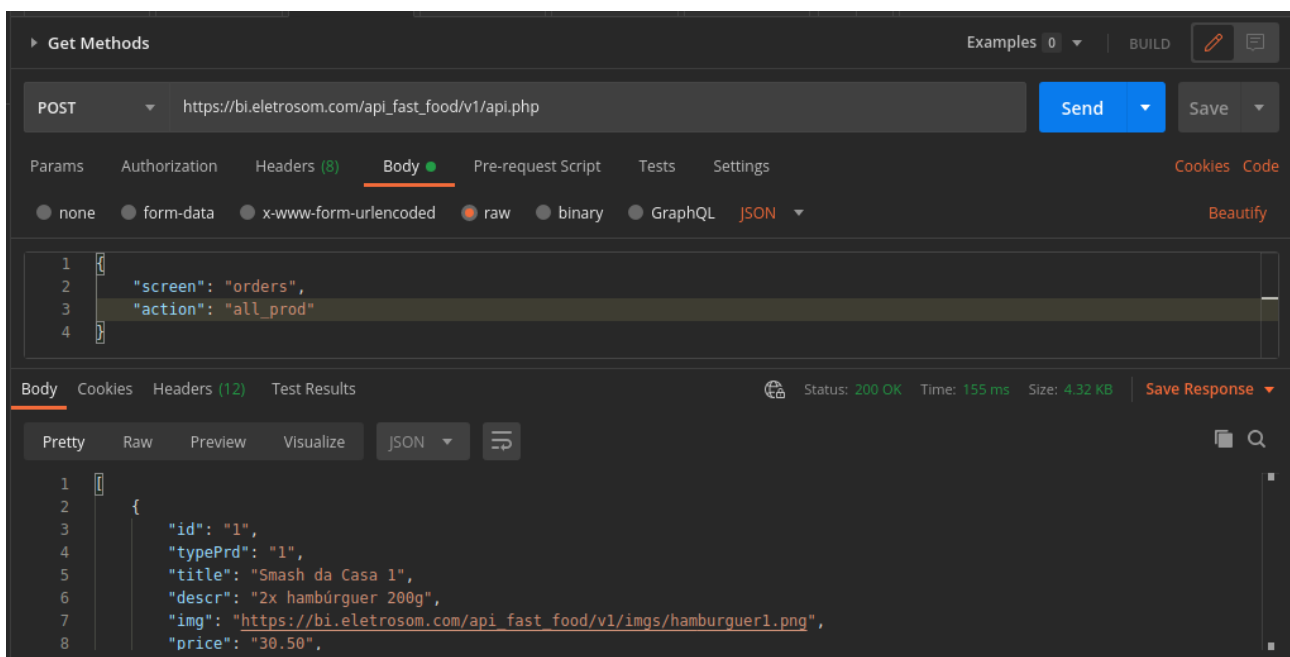 Get Methods Examples 0 BUILD
POST https://bi.eletrosom.com/api_fast_food/v1/api.php Send Save
Params Authorization Headers (8) Body Pre-request Script Tests Settings Cookies Code
none form-data x-www-form-urlencoded raw binary GraphQL JSON Beautify
1 {
2 "screen": "orders",
3 "action": "all_prod"
4 }
Body Cookies Headers (12) Test Results Status: 200 OK Time: 155 ms Size: 4.32 KB Save Response
Pretty Raw Preview Visualize JSON
1 [
2 {
3 "id": "1",
4 "typePrd": "1",
5 "title": "Smash da Casa 1",
6 "descr": "2x hambúrguer 200g",
7 "img": "https://bi.eletrosom.com/api_fast_food/v1/imgs/hamburguer1.png",
8 "price": "30.50",